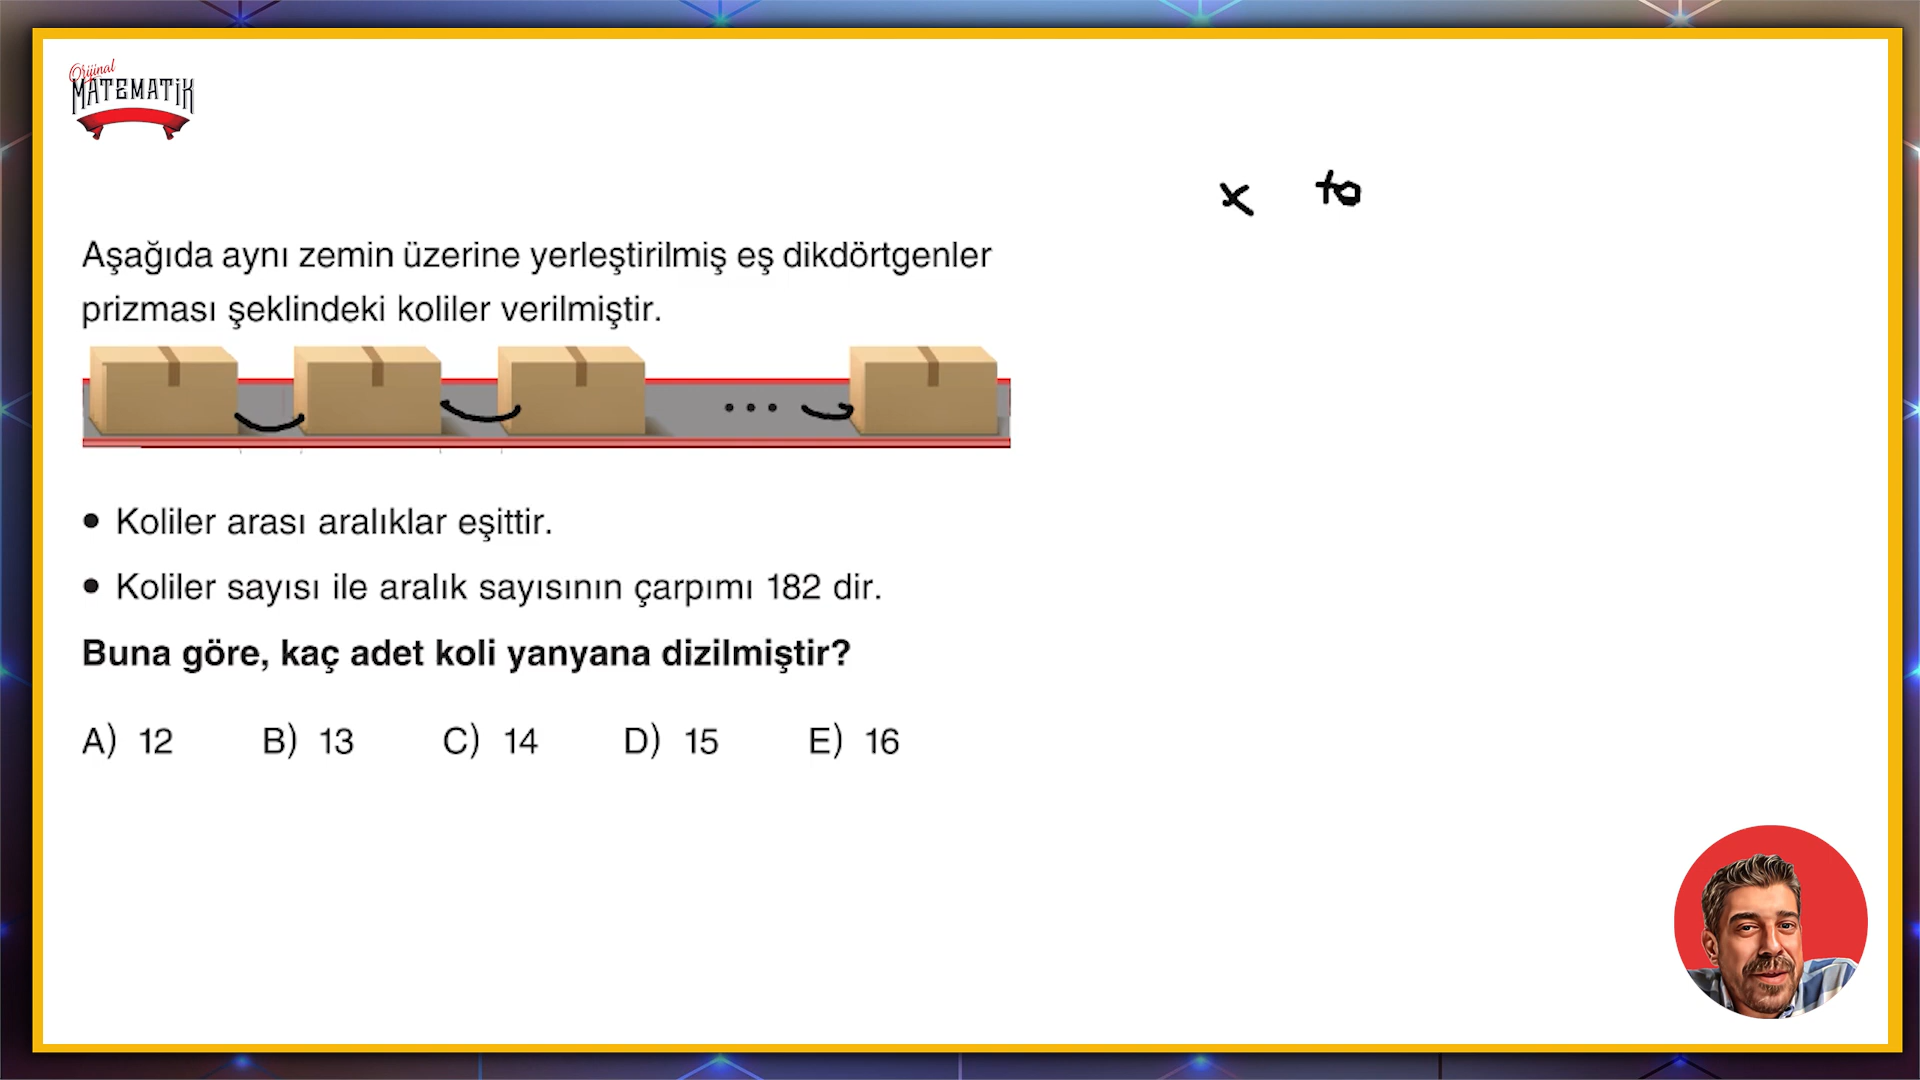 Orijinal
MATEMATİK
x
Aşağıda aynı zemin üzerine yerleştirilmiş eş dikdörtgenler
prizması şeklindeki koliler verilmiştir.
...
• Koliler arası aralıklar eşittir.
• Koliler sayısı ile aralık sayısının çarpımı 182 dir.
Buna göre, kaç adet koli yanyana dizilmiştir?
A) 12 B) 13 C) 14 D) 15 E) 16